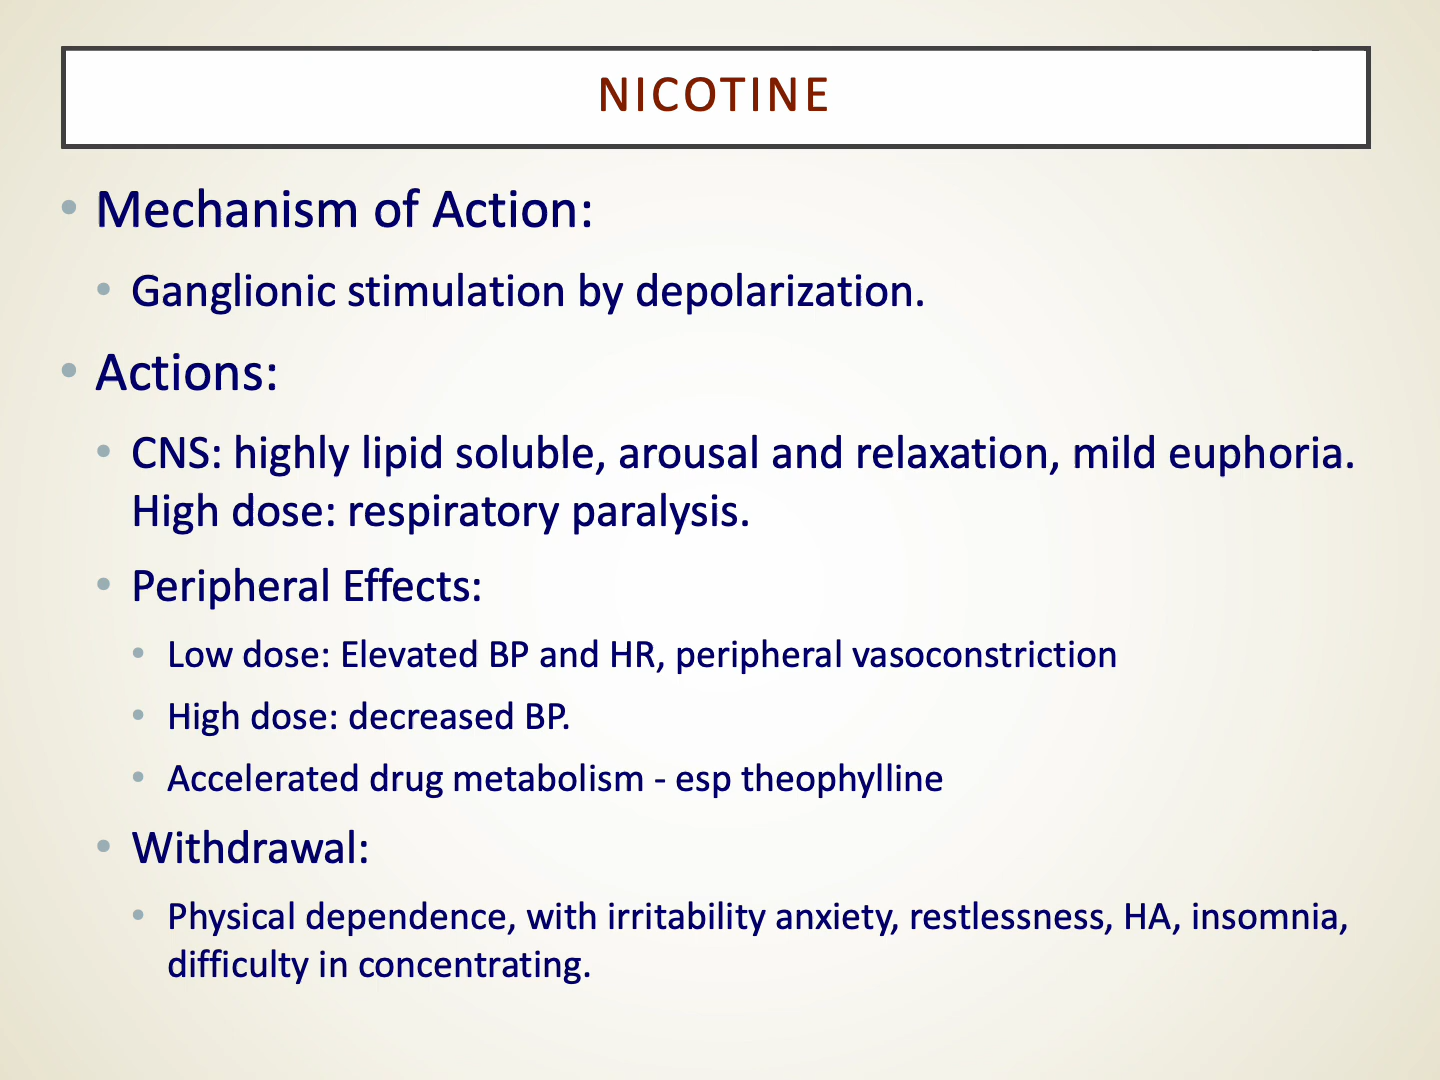 NICOTINE
• Mechanism of Action:
• Ganglionic stimulation by depolarization.
• Actions:
• CNS: highly lipid soluble, arousal and relaxation, mild euphoria.
High dose: respiratory paralysis.
• Peripheral Effects:
• Low dose: Elevated BP and HR, peripheral vasoconstriction
• High dose: decreased BP.
• Accelerated drug metabolism - esp theophylline
• Withdrawal:
• Physical dependence, with irritability anxiety, restlessness, HA, insomnia,
difficulty in concentrating.